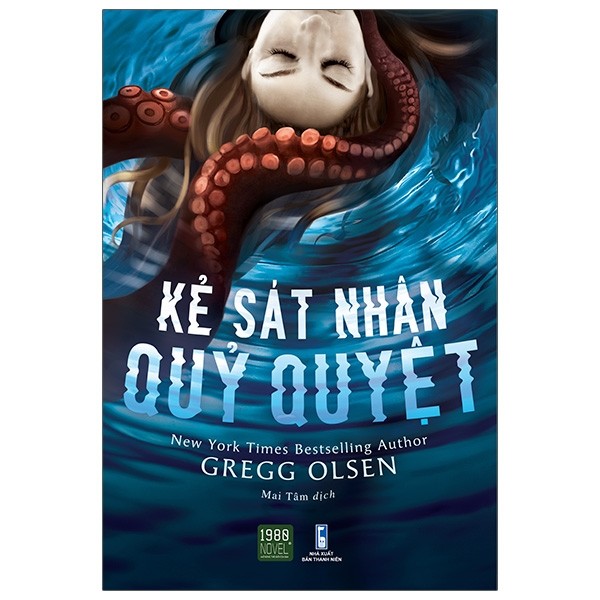 KẺ SÁT NHÂN
QUỶ QUYỆT
New York Times Bestselling Author
GREGG OLSEN
Mai Tâm dịch
1980
NOVEL
NHÀ XUẤT
BẢN THANH NIÊN